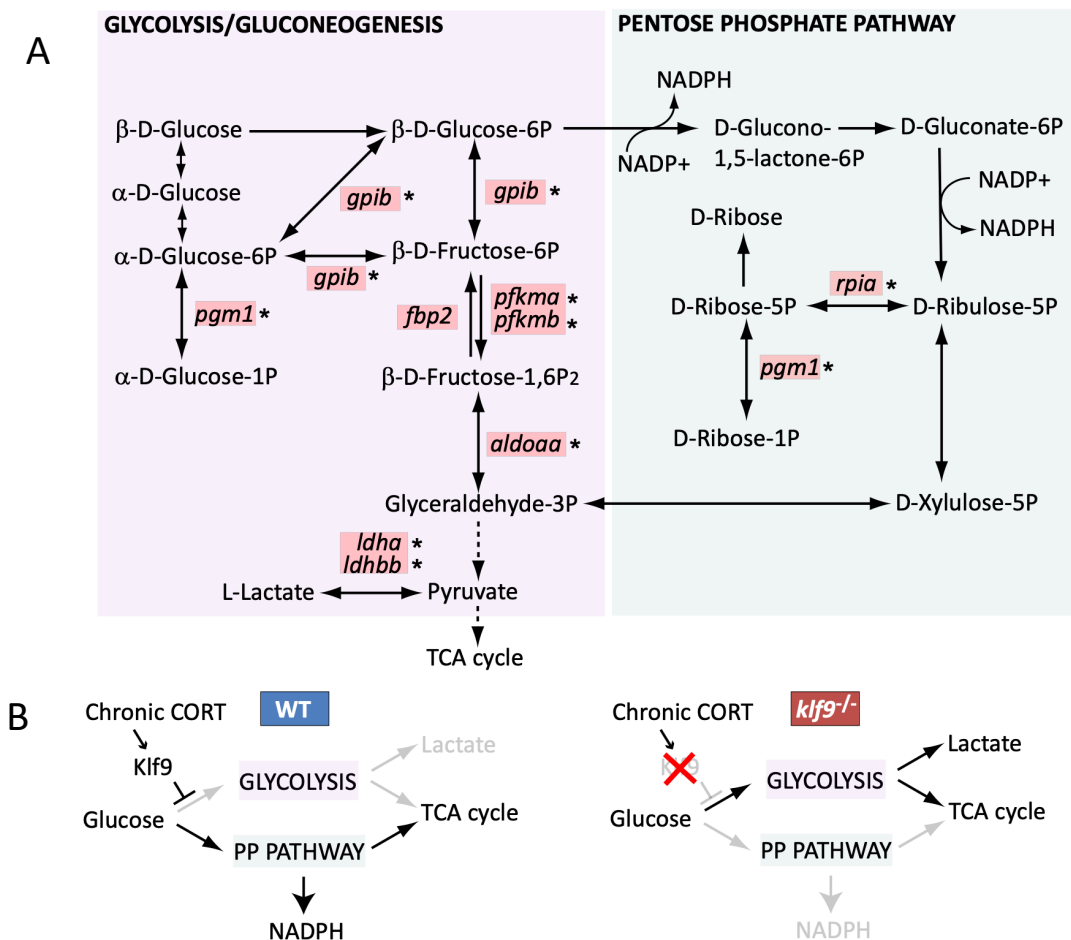 GLYCOLYSIS/GLUCONEOGENESIS
PENTOSE PHOSPHATE PATHWAY
A
NADPH
β-D-Glucose
β-D-Glucose-6P
D-Glucono-
1,5-lactone-6P
D-Gluconate-6P
NADP+
α-D-Glucose
gpib *
gpib *
NADP+
D-Ribose
NADPH
α-D-Glucose-6P
β-D-Fructose-6P
gpib *
rpia *
pgm1 *
fbp2
pfkma *
pfkmb *
D-Ribose-5P
D-Ribulose-5P
α-D-Glucose-1P
β-D-Fructose-1,6P2
pgm1 *
aldoaa *
D-Ribose-1P
Glyceraldehyde-3P
D-Xylulose-5P
ldha *
ldhbb *
L-Lactate
Pyruvate
TCA cycle
B
Chronic CORT
WT
Klf9
Lactate
GLYCOLYSIS
Glucose
TCA cycle
PP PATHWAY
NADPH
Chronic CORT
klf9-/-
Lactate
GLYCOLYSIS
Glucose
TCA cycle
PP PATHWAY
NADPH